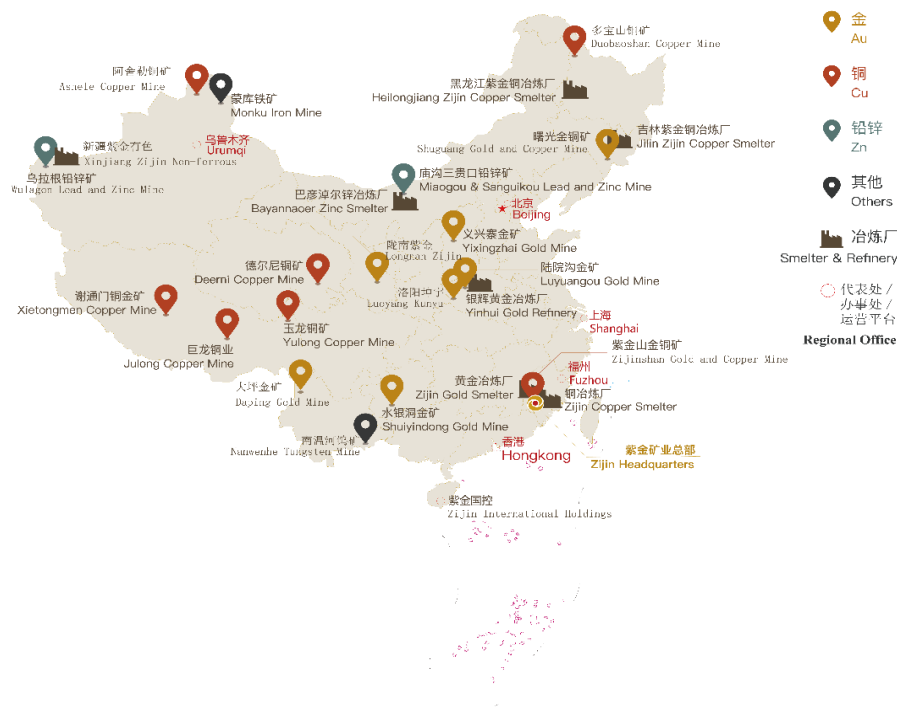 多宝山铜矿
Duobaoshan Copper Mine
阿舍勒铜矿
Ashele Copper Mine
蒙库铁矿
Monku Iron Mine
黑龙江紫金铜冶炼厂
Heilongjiang Zijin Copper Smelter
曙光金铜矿
Shuguang Gold and Copper Mine
吉林紫金铜冶炼厂
Jilin Zijin Copper Smelter
乌鲁木齐
Urumqi
新疆紫金有色
Xinjiang Zijin Non-ferrous
乌拉根铅锌矿
Wulagen Lead and Zinc Mine
庙沟三贵口铅锌矿
Miaogou & Sanguikou Lead and Zinc Mine
巴彦淖尔锌冶炼厂
Bayannaoer Zinc Smelter
北京
Beijing
义兴寨金矿
Yixingzhai Gold Mine
陇南紫金
Longnan Zijin
德尔尼铜矿
Deerni Copper Mine
陆院沟金矿
Luyuangou Gold Mine
洛阳坤宇
Luoyang Kunyu
银辉黄金冶炼厂
Yinhui Gold Refinery
谢通门铜金矿
Xietongmen Copper Mine
玉龙铜矿
Yulong Copper Mine
巨龙铜业
Julong Copper Mine
上海
Shanghai
紫金山金铜矿
Zijinshan Gold and Copper Mine
福州
Fuzhou
黄金冶炼厂
Zijin Gold Smelter
铜冶炼厂
Zijin Copper Smelter
大坪金矿
Daping Gold Mine
水银洞金矿
Shuiyindong Gold Mine
南温河钨矿
Nanwenhe Tungsten Mine
香港
Hongkong
紫金矿业总部
Zijin Headquarters
紫金国控
Zijin International Holdings
金
Au
铜
Cu
铅锌
Zn
其他
Others
冶炼厂
Smelter & Refinery
代表处 /
办事处 /
运营平台
Regional Office